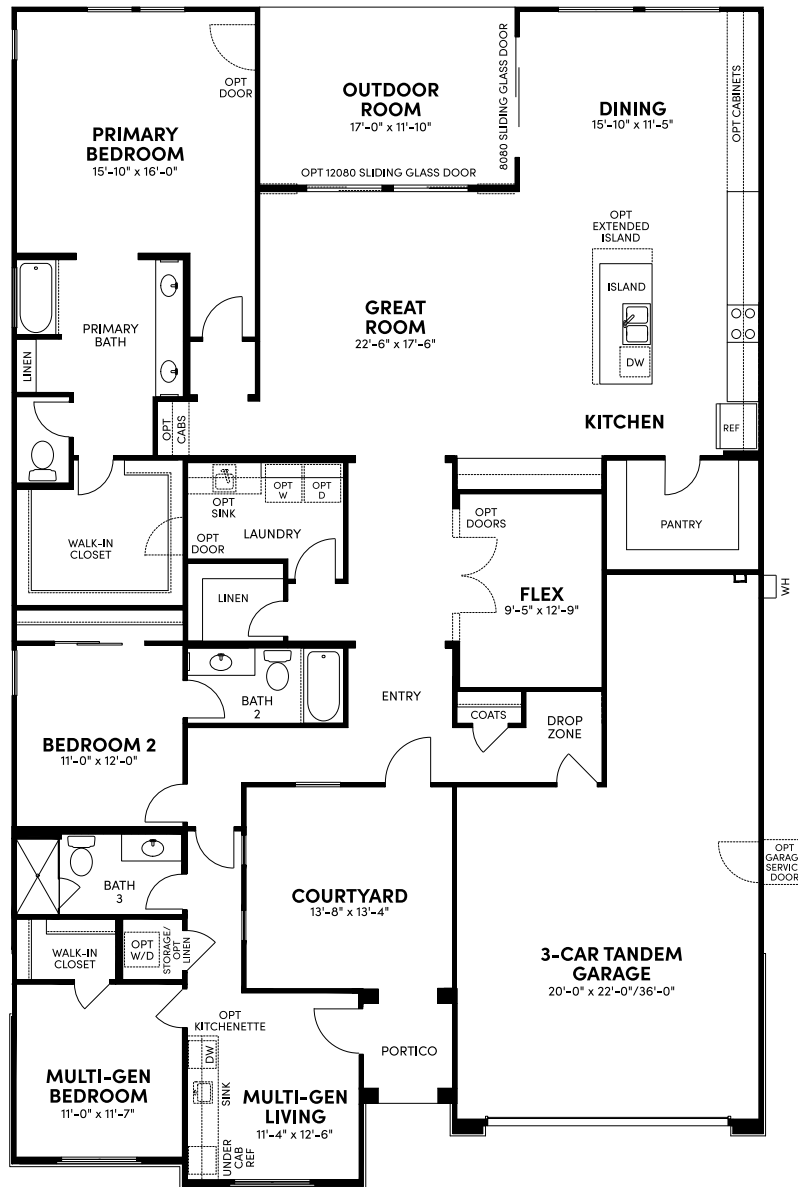 OPT
DOOR
PRIMARY
BEDROOM
15'-10" x 16'-0"
OUTDOOR
ROOM
17'-0" x 11'-10"
OPT 12080 SLIDING GLASS DOOR
8080 SLIDING GLASS DOOR
DINING
15'-10" x 11'-5"
OPT CABINETS
OPT
EXTENDED
ISLAND
ISLAND
DW
GREAT
ROOM
22'-6" x 17'-6"
KITCHEN
REF
PRIMARY
BATH
LINEN
OPT
CABS
WALK-IN
CLOSET
OPT
SINK
OPT
W
OPT
D
OPT
DOOR
LAUNDRY
LINEN
OPT
DOORS
FLEX
9'-5" x 12'-9"
PANTRY
WH
BATH
2
ENTRY
COATS
DROP
ZONE
BEDROOM 2
11'-0" x 12'-0"
BATH
3
COURTYARD
13'-8" x 13'-4"
OPT
GARAG
SERVIC
DOOR
WALK-IN
CLOSET
OPT
W/D
STORAGE/
OPT
LINEN
3-CAR TANDEM
GARAGE
20'-0" x 22'-0"/36'-0"
OPT
KITCHENETTE
DW
SINK
UNDER
CAB
REF
PORTICO
MULTI-GEN
BEDROOM
11'-0" x 11'-7"
MULTI-GEN
LIVING
11'-4" x 12'-6"